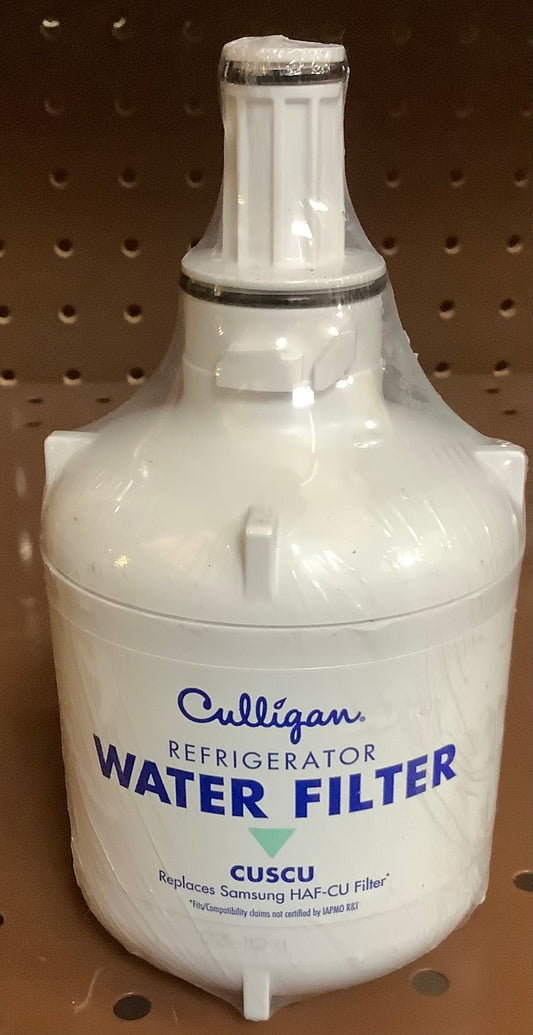 Culligan.
REFRIGERATOR
WATER FILTER
CUSCU
Replaces Samsung HAF-CU Filter*
*Fits/Compatibility claims not certified by IAPMO R&T